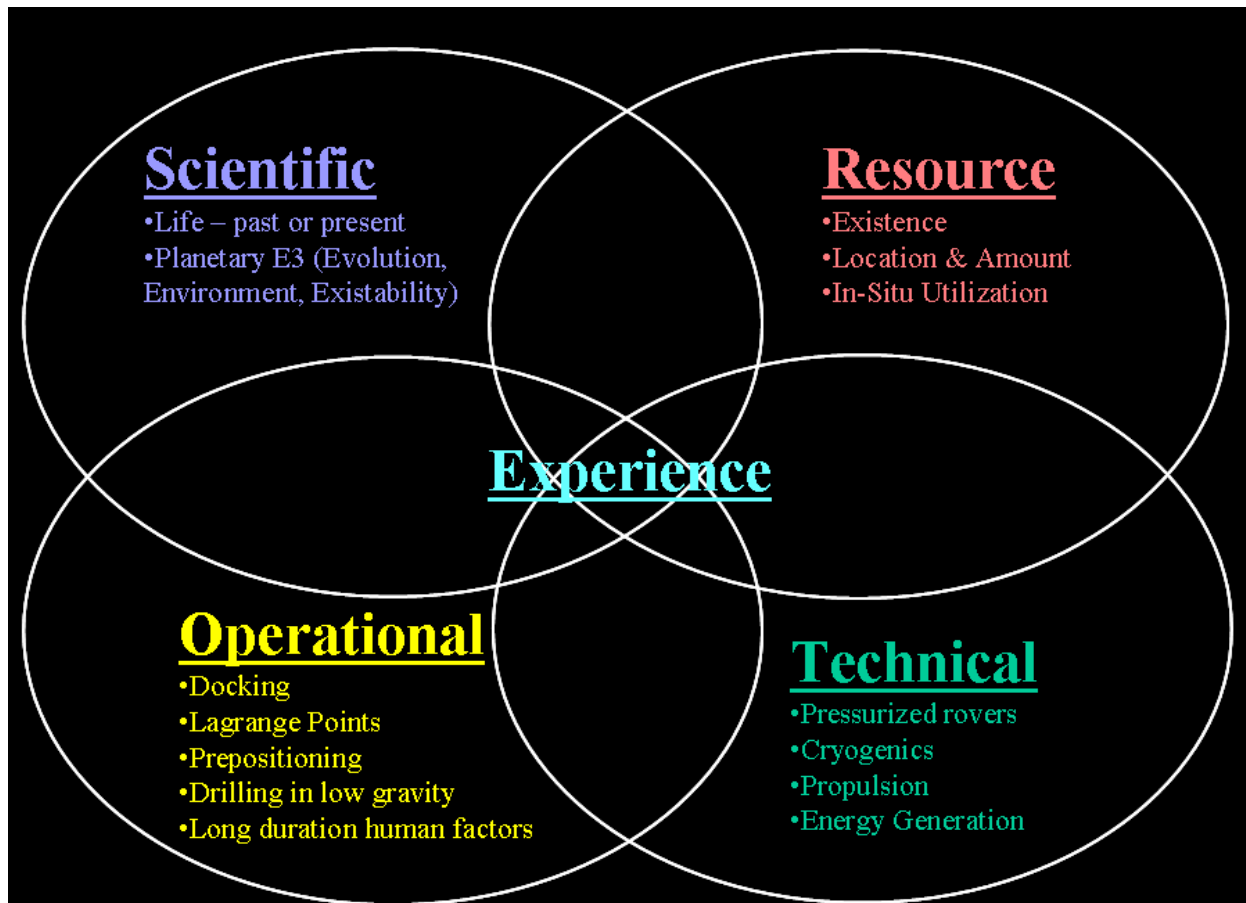 Scientific
•Life – past or present
•Planetary E3 (Evolution,
Environment, Existability)
Resource
•Existence
•Location & Amount
•In-Situ Utilization
Experience
Operational
•Docking
•Lagrange Points
•Prepositioning
•Drilling in low gravity
•Long duration human factors
Technical
•Pressurized rovers
•Cryogenics
•Propulsion
•Energy Generation